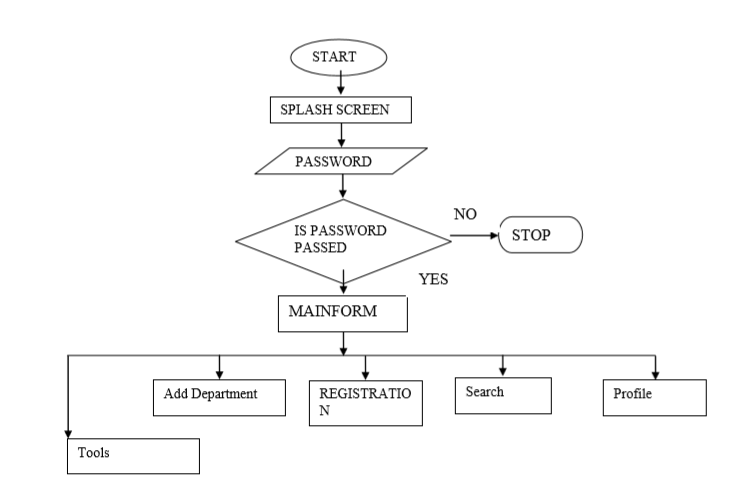 START
SPLASH SCREEN
PASSWORD
IS PASSWORD
PASSED
NO
STOP
YES
MAINFORM
Add Department
REGISTRATIO
N
Search
Profile
Tools